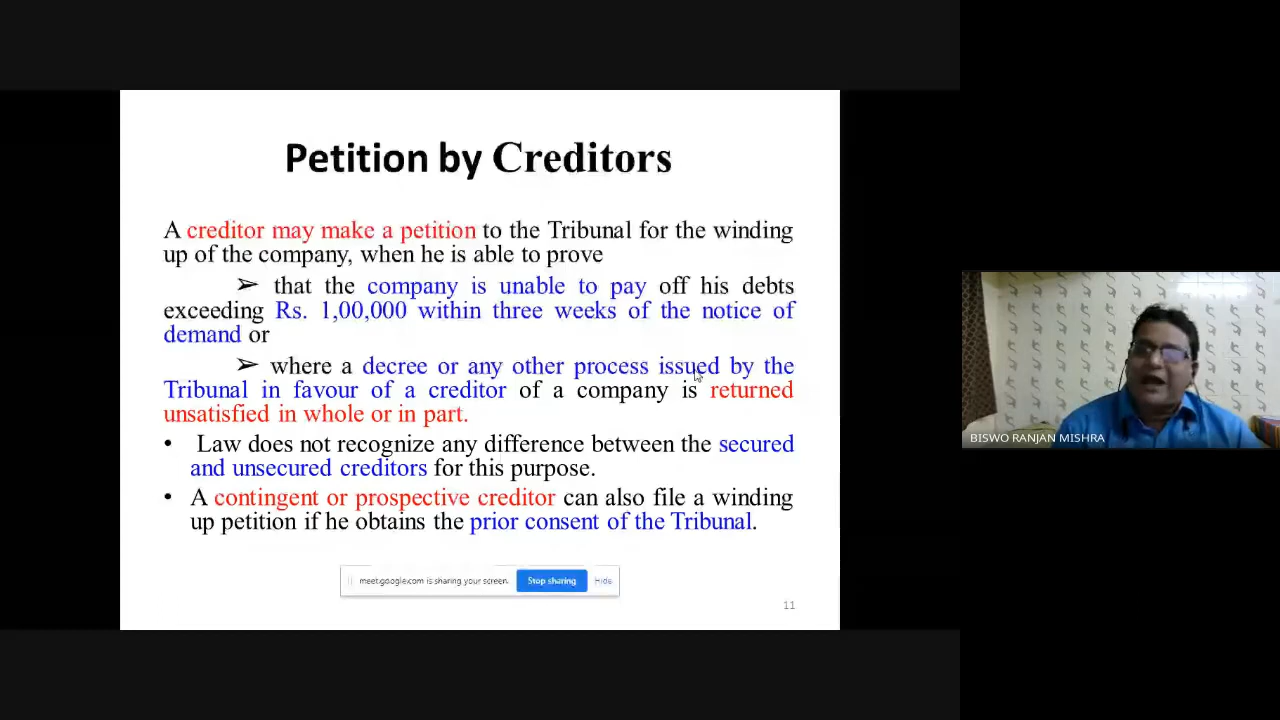 Petition by Creditors
A creditor may make a petition to the Tribunal for the winding
up of the company, when he is able to prove
➢ that the company is unable to pay off his debts
exceeding Rs. 1,00,000 within three weeks of the notice of
demand or
➢ where a decree or any other process issued by the
Tribunal in favour of a creditor of a company is returned
unsatisfied in whole or in part.
• Law does not recognize any difference between the secured
and unsecured creditors for this purpose.
• A contingent or prospective creditor can also file a winding
up petition if he obtains the prior consent of the Tribunal.
meet.google.com is sharing your screen. Stop sharing Hide
11
BISWO RANJAN MISHRA